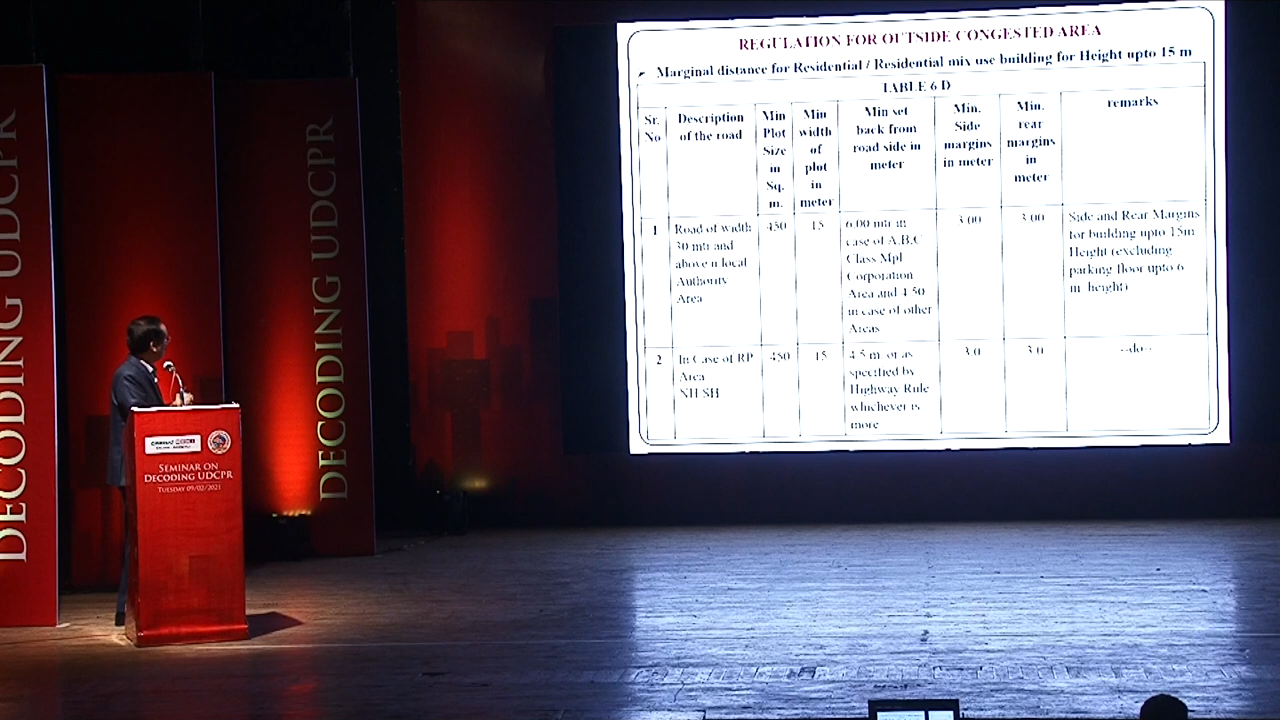 DECODING UDCPR
DECODING UDCPR
CREDAI
SEMINAR ON
DECODING UDCPR
TUESDAY 09/02/2021
REGULATION FOR OUTSIDE CONGESTED AREA
Marginal distance for Residential / Residential mix use building for Height upto 15 m
TABLE 6 D
Sr.
No
Description
of the road
Min
Plot
Size
in
Sq.
m.
Min
width
of
plot
in
meter
Min set
back from
road side in
meter
Min.
Side
margins
in meter
Min.
rear
margins
in
meter
remarks
1
Road of width
30 mtr and
above n local
Authority
Area
450
15
6.00 mtr in
case of A,B,C
Class Mpl
Corporation
Area and 4.50
in case of other
Areas
3.00
3.00
Side and Rear Margins
for building upto 15m
Height (excluding
parking floor upto 6
m height)
2
In Case of RP
Area
NH SH
450
15
4.5 m. or as
specified by
Highway Rule
whichever is
more
3.0
3.0
--do--